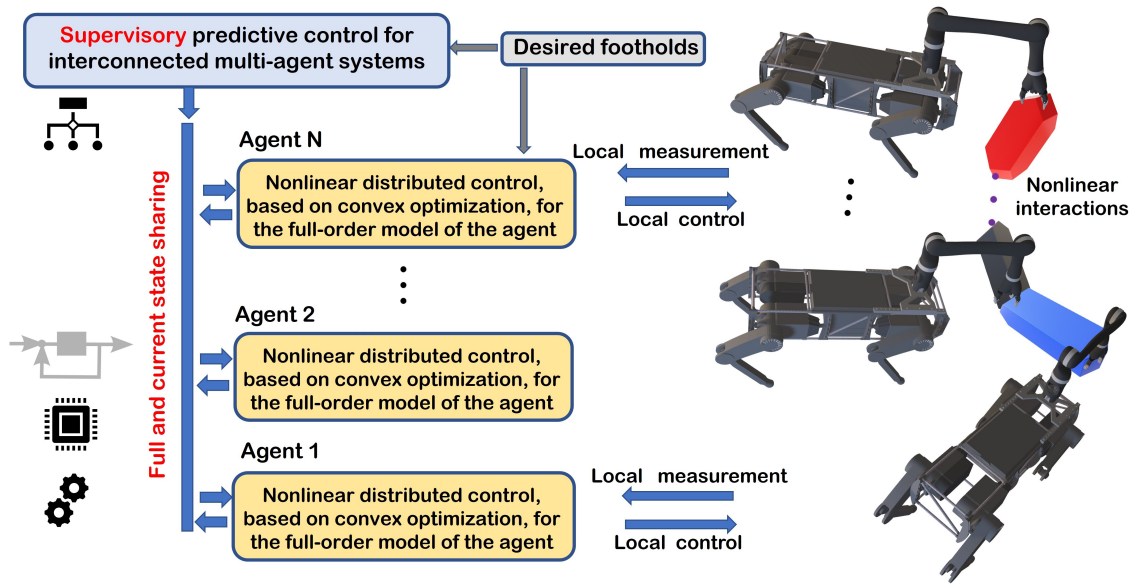 Supervisory predictive control for
interconnected multi-agent systems
Desired footholds
Agent N
Nonlinear distributed control,
based on convex optimization, for
the full-order model of the agent
Local measurement
Local control
Nonlinear
interactions
Full and current state sharing
Agent 2
Nonlinear distributed control,
based on convex optimization, for
the full-order model of the agent
Agent 1
Nonlinear distributed control,
based on convex optimization, for
the full-order model of the agent
Local measurement
Local control